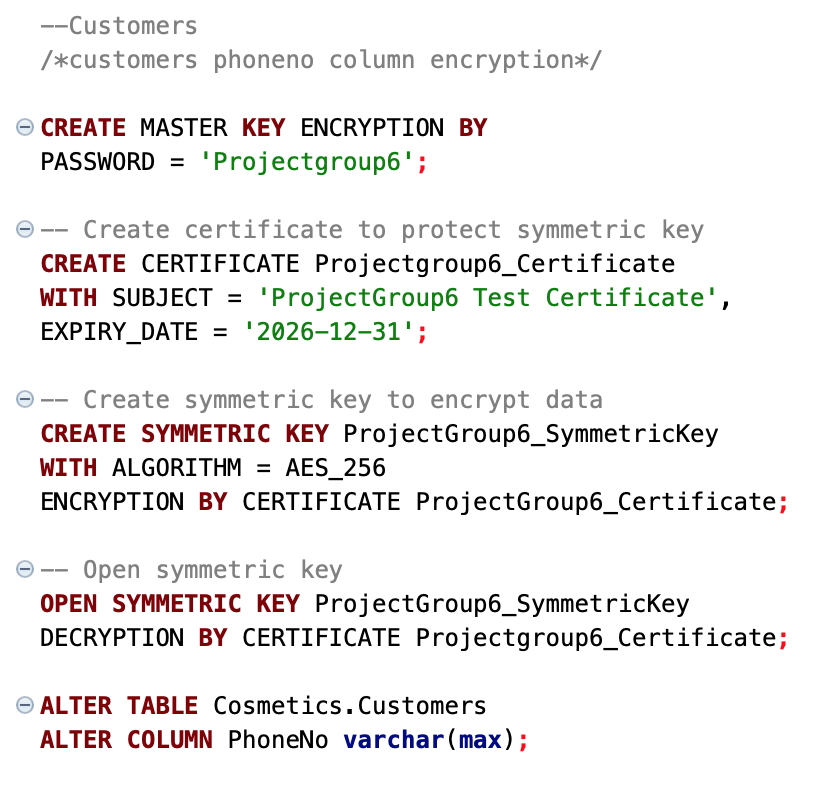 --Customers
/*customers phoneno column encryption*/
CREATE MASTER KEY ENCRYPTION BY
PASSWORD = 'Projectgroup6';
-- Create certificate to protect symmetric key
CREATE CERTIFICATE Projectgroup6_Certificate
WITH SUBJECT = 'ProjectGroup6 Test Certificate',
EXPIRY_DATE = '2026-12-31';
-- Create symmetric key to encrypt data
CREATE SYMMETRIC KEY ProjectGroup6_SymmetricKey
WITH ALGORITHM = AES_256
ENCRYPTION BY CERTIFICATE ProjectGroup6_Certificate;
-- Open symmetric key
OPEN SYMMETRIC KEY ProjectGroup6_SymmetricKey
DECRYPTION BY CERTIFICATE Projectgroup6_Certificate;
ALTER TABLE Cosmetics.Customers
ALTER COLUMN PhoneNo varchar(max);